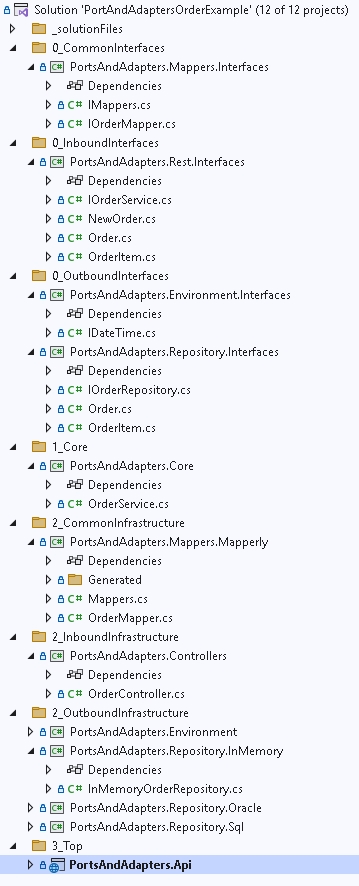 Solution 'PortAndAdaptersOrderExample' (12 of 12 projects)
_solutionFiles
0_CommonInterfaces
C# PortsAndAdapters.Mappers.Interfaces
Dependencies
C# IMappers.cs
C# IOrderMapper.cs
0_InboundInterfaces
C# PortsAndAdapters.Rest.Interfaces
Dependencies
C# IOrderService.cs
C# NewOrder.cs
C# Order.cs
C# OrderItem.cs
0_OutboundInterfaces
C# PortsAndAdapters.Environment.Interfaces
Dependencies
C# IDateTime.cs
C# PortsAndAdapters.Repository.Interfaces
Dependencies
C# IOrderRepository.cs
C# Order.cs
C# OrderItem.cs
1_Core
C# PortsAndAdapters.Core
Dependencies
C# OrderService.cs
2_CommonInfrastructure
C# PortsAndAdapters.Mappers.Mapperly
Dependencies
Generated
C# Mappers.cs
C# OrderMapper.cs
2_InboundInfrastructure
C# PortsAndAdapters.Controllers
Dependencies
C# OrderController.cs
2_OutboundInfrastructure
C# PortsAndAdapters.Environment
C# PortsAndAdapters.Repository.InMemory
Dependencies
C# InMemoryOrderRepository.cs
C# PortsAndAdapters.Repository.Oracle
C# PortsAndAdapters.Repository.Sql
3_Top
PortsAndAdapters.Api